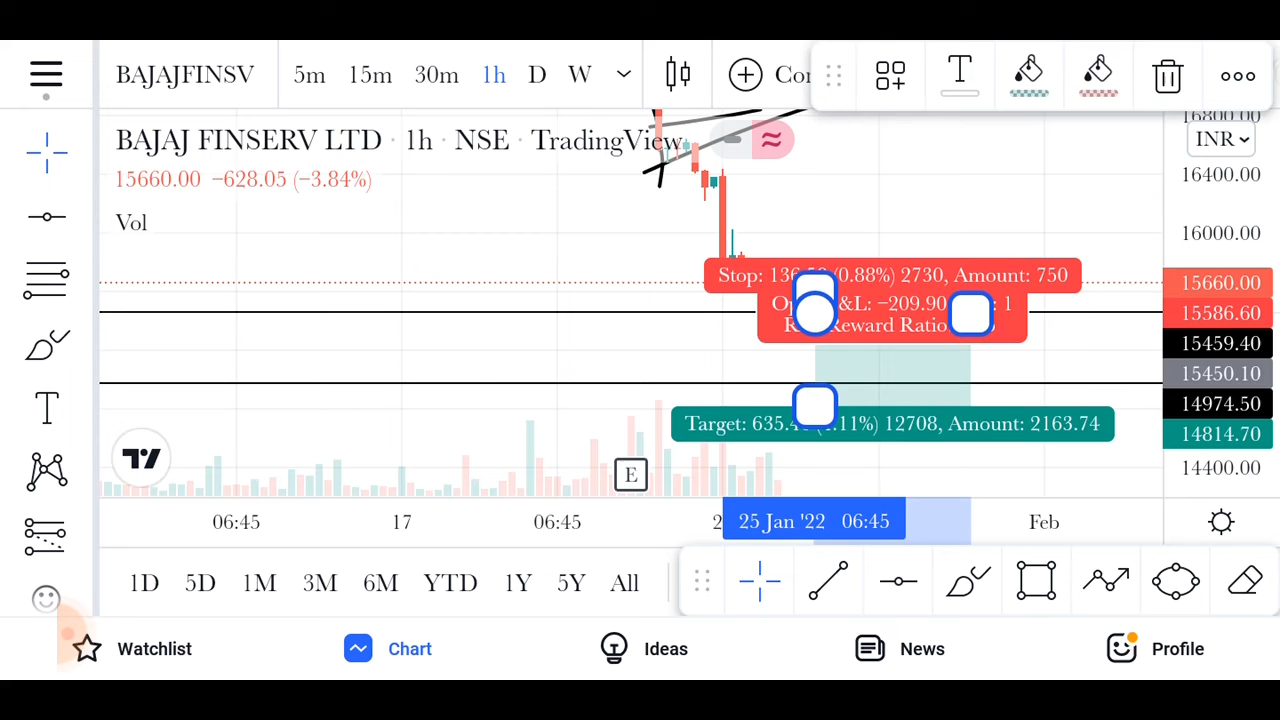 BAJAJFINSV 5m 15m 30m 1h D W
BAJAJ FINSERV LTD · 1h · NSE · TradingView
15660.00 −628.05 (−3.84%)
Vol
INR
16800.00
16400.00
16000.00
15660.00
15586.60
15459.40
15450.10
14974.50
14814.70
14400.00
Stop: (0.88%) 2730, Amount: 750
&L: −209.90 1
Reward Ratio
Target: 12708, Amount: 2163.74
E
06:45 17 06:45 25 Jan '22 06:45 Feb
1D 5D 1M 3M 6M YTD 1Y 5Y All
Watchlist Chart Ideas News Profile